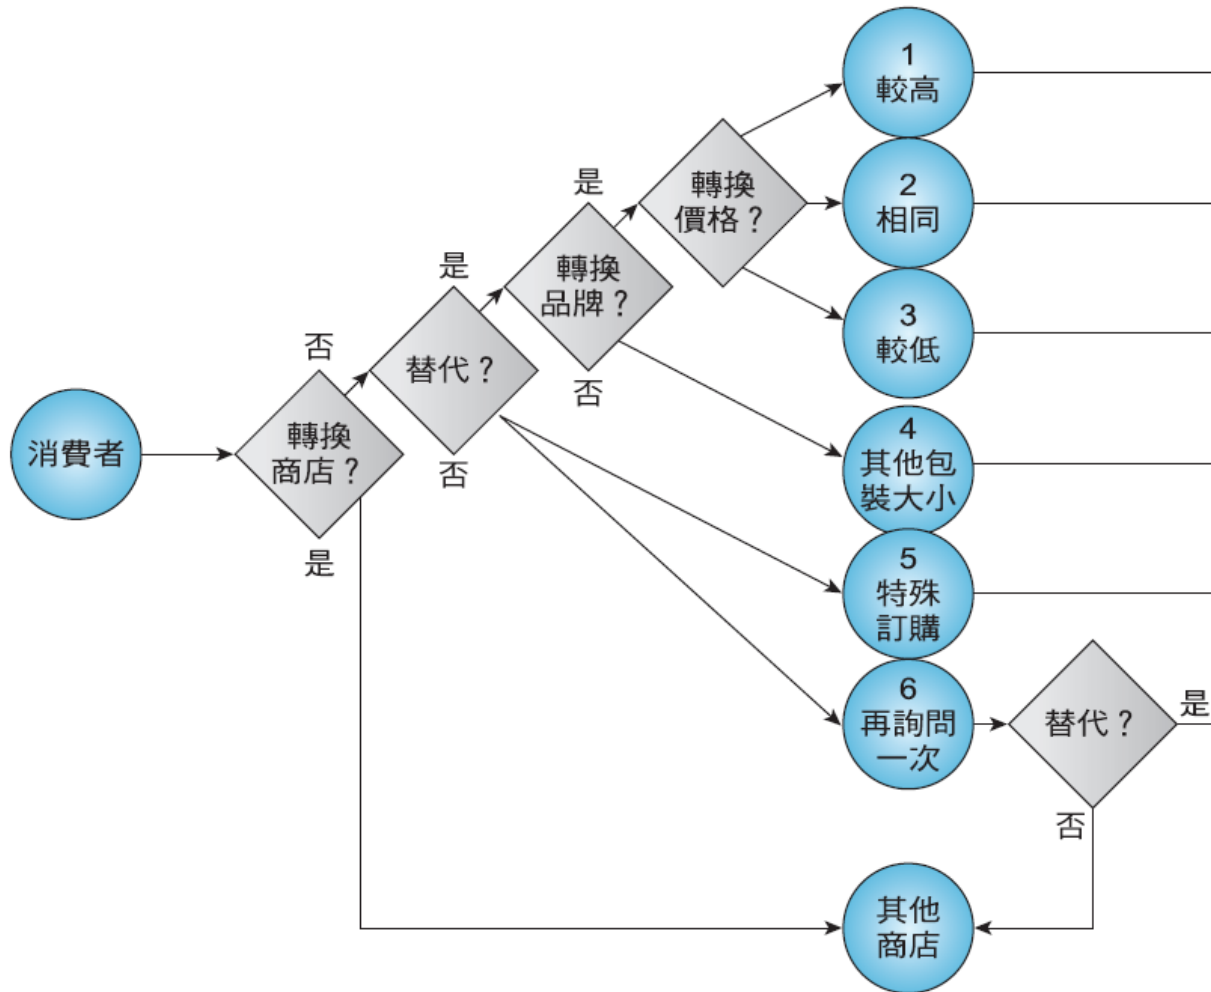 1
較高
轉換
價格？
是
2
相同
是
轉換
品牌？
3
較低
否
替代？
否
消費者
轉換
商店？
否
是
4
其他包
裝大小
5
特殊
訂購
6
再詢問
一次
替代？
是
否
其他
商店